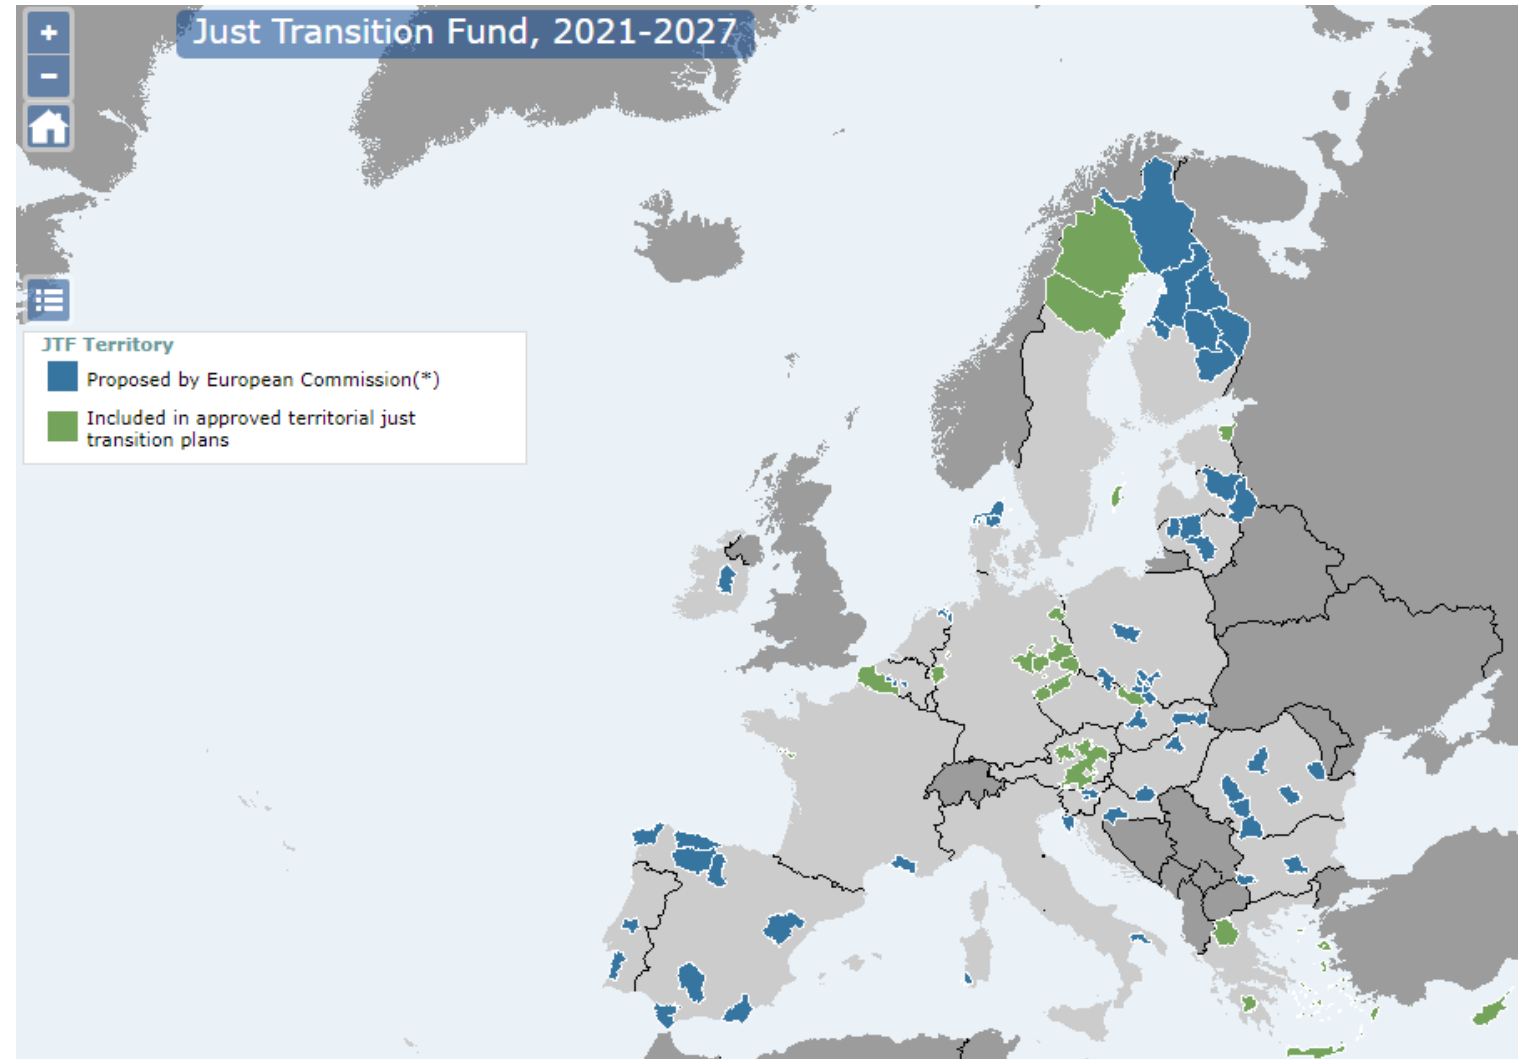 +
Just Transition Fund, 2021-2027
−
JTF Territory
Proposed by European Commission(*)
Included in approved territorial just
transition plans